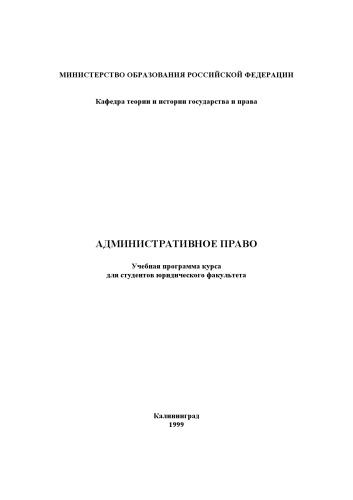 МИНИСТЕРСТВО ОБРАЗОВАНИЯ РОССИЙСКОЙ ФЕДЕРАЦИИ
Кафедра теории и истории государства и права
АДМИНИСТРАТИВНОЕ ПРАВО
Учебная программа курса
для студентов юридического факультета
Калининград
1999